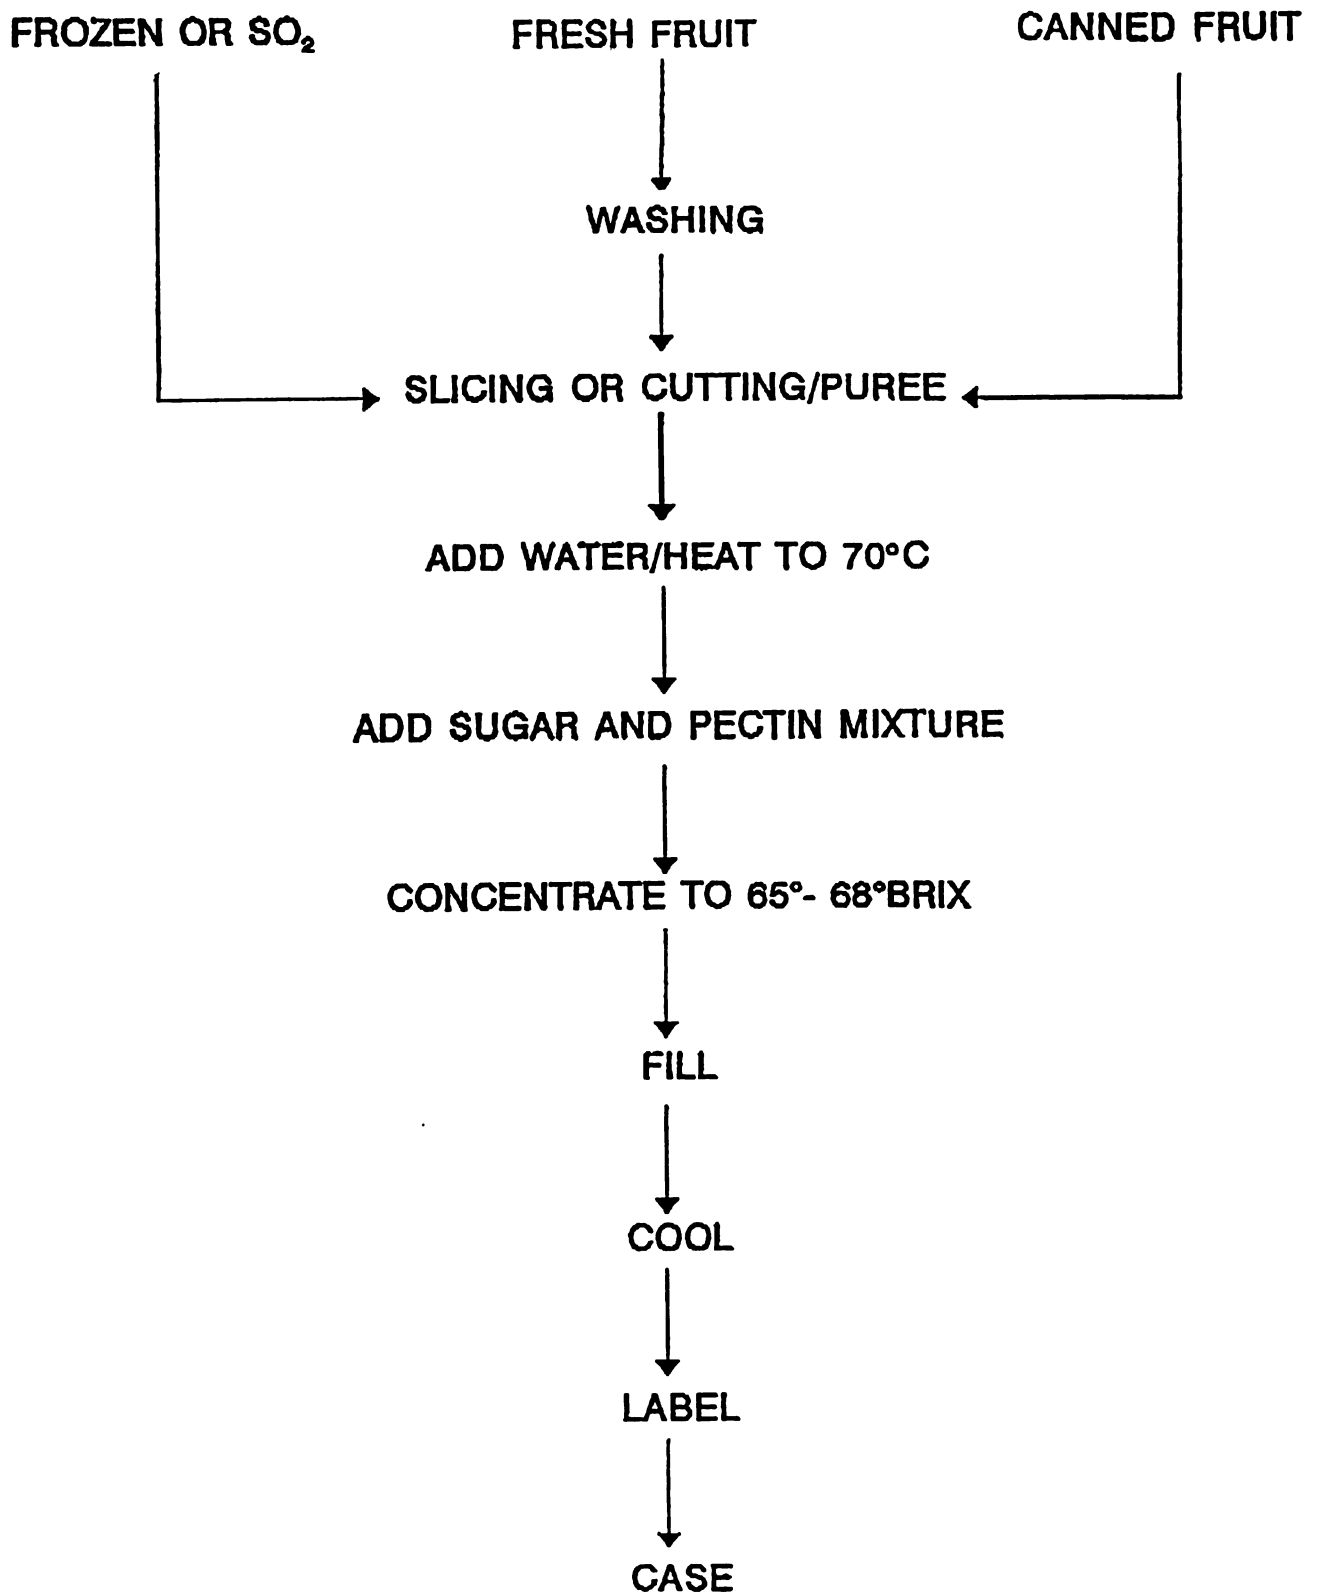 FROZEN OR SO₂
FRESH FRUIT
CANNED FRUIT
WASHING
SLICING OR CUTTING/PUREE
ADD WATER/HEAT TO 70°C
ADD SUGAR AND PECTIN MIXTURE
CONCENTRATE TO 65°- 68°BRIX
FILL
COOL
LABEL
CASE